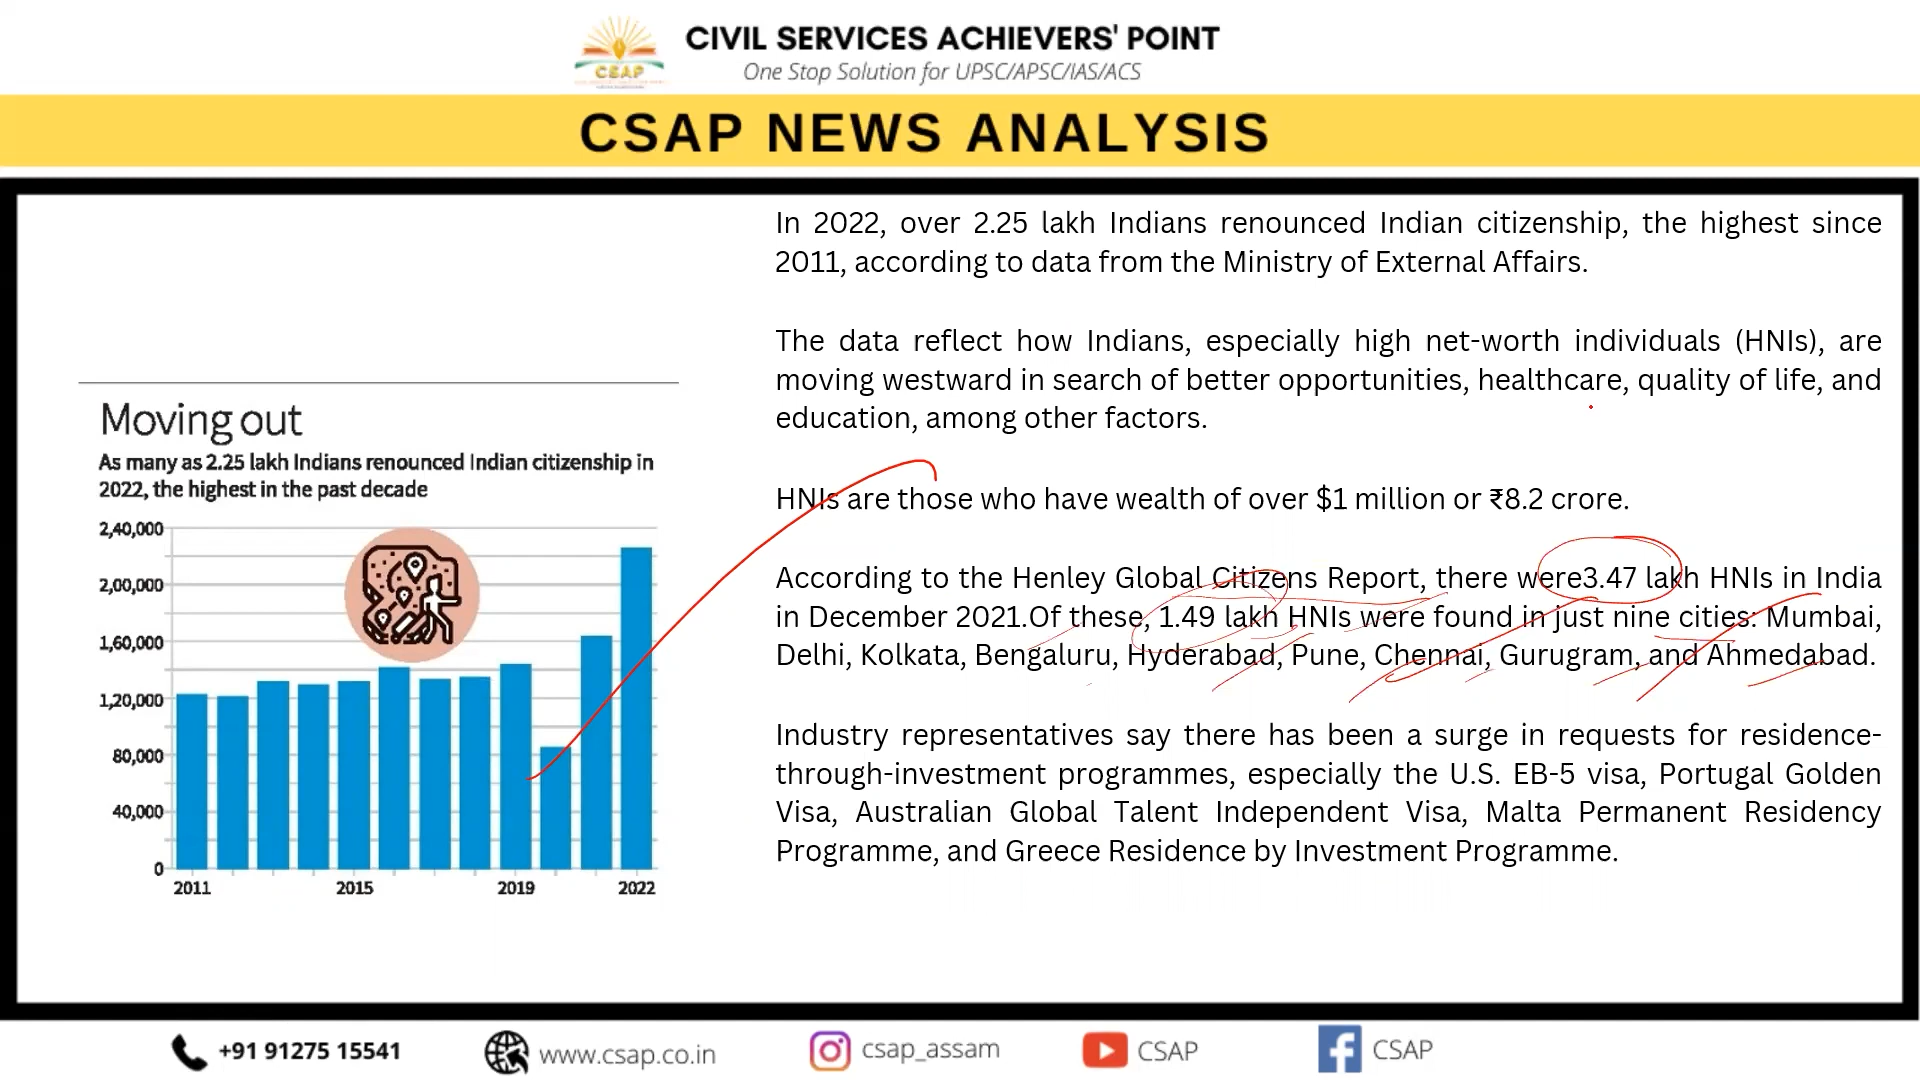 CIVIL SERVICES ACHIEVERS' POINT
One Stop Solution for UPSC/APSC/IAS/ACS
CSAP
CSAP NEWS ANALYSIS
Moving out
As many as 2.25 lakh Indians renounced Indian citizenship in
2022, the highest in the past decade
2,40,000
2,00,000
1,60,000
1,20,000
80,000
40,000
0
2011 2015 2019 2022
In 2022, over 2.25 lakh Indians renounced Indian citizenship, the highest since
2011, according to data from the Ministry of External Affairs.
The data reflect how Indians, especially high net-worth individuals (HNIs), are
moving westward in search of better opportunities, healthcare, quality of life, and
education, among other factors.
HNIs are those who have wealth of over $1 million or ₹8.2 crore.
According to the Henley Global Citizens Report, there were3.47 lakh HNIs in India
in December 2021.Of these, 1.49 lakh HNIs were found in just nine cities: Mumbai,
Delhi, Kolkata, Bengaluru, Hyderabad, Pune, Chennai, Gurugram, and Ahmedabad.
Industry representatives say there has been a surge in requests for residence-
through-investment programmes, especially the U.S. EB-5 visa, Portugal Golden
Visa, Australian Global Talent Independent Visa, Malta Permanent Residency
Programme, and Greece Residence by Investment Programme.
+91 91275 15541 www.csap.co.in csap_assam CSAP CSAP